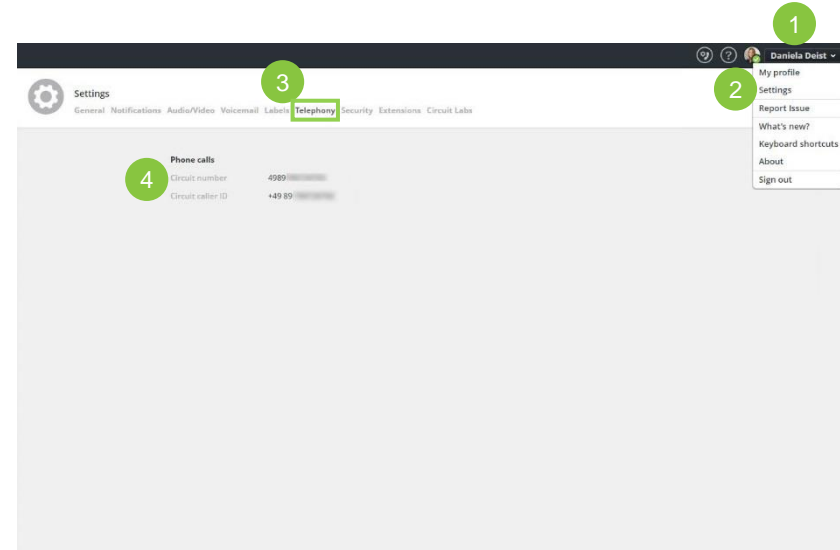 1
Daniela Deist
My profile
2
Settings
Report Issue
What's new?
Keyboard shortcuts
About
Sign out
3
Settings
General Notifications Audio/Video Voicemail Labels Telephony Security Extensions Circuit Labs
Phone calls
4
Circuit number 4989
Circuit caller ID +49 89